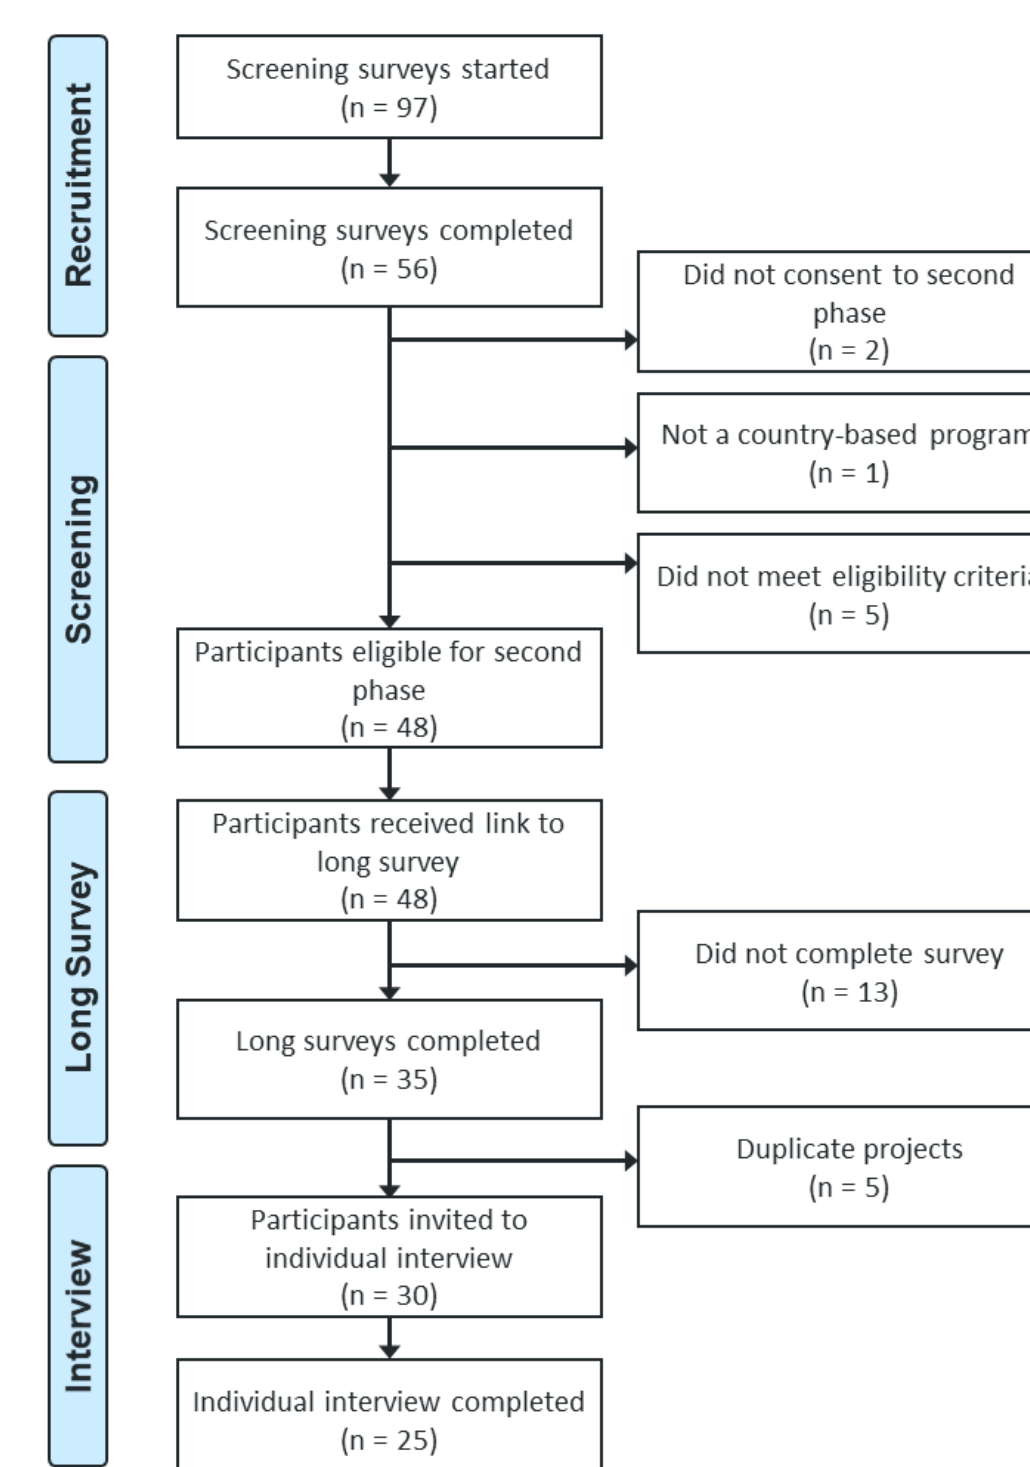 Recruitment
Screening surveys started
(n = 97)
Screening surveys completed
(n = 56)
Did not consent to second
phase
(n = 2)
Screening
Not a country-based program
(n = 1)
Did not meet eligibility criteria
(n = 5)
Participants eligible for second
phase
(n = 48)
Long Survey
Participants received link to
long survey
(n = 48)
Did not complete survey
(n = 13)
Long surveys completed
(n = 35)
Duplicate projects
(n = 5)
Interview
Participants invited to
individual interview
(n = 30)
Individual interview completed
(n = 25)